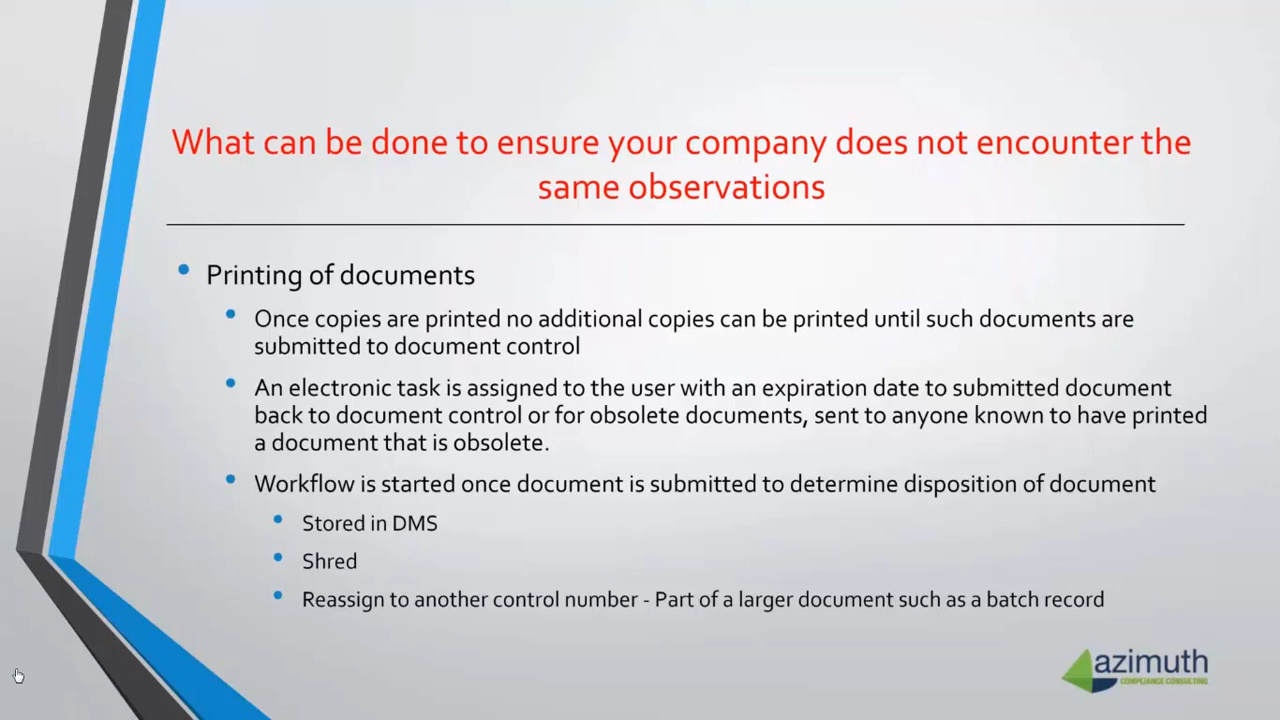 What can be done to ensure your company does not encounter the
same observations
Printing of documents
Once copies are printed no additional copies can be printed until such documents are
submitted to document control
An electronic task is assigned to the user with an expiration date to submitted document
back to document control or for obsolete documents, sent to anyone known to have printed
a document that is obsolete.
Workflow is started once document is submitted to determine disposition of document
Stored in DMS
Shred
Reassign to another control number - Part of a larger document such as a batch record
azimuth
COMPLIANCE CONSULTING